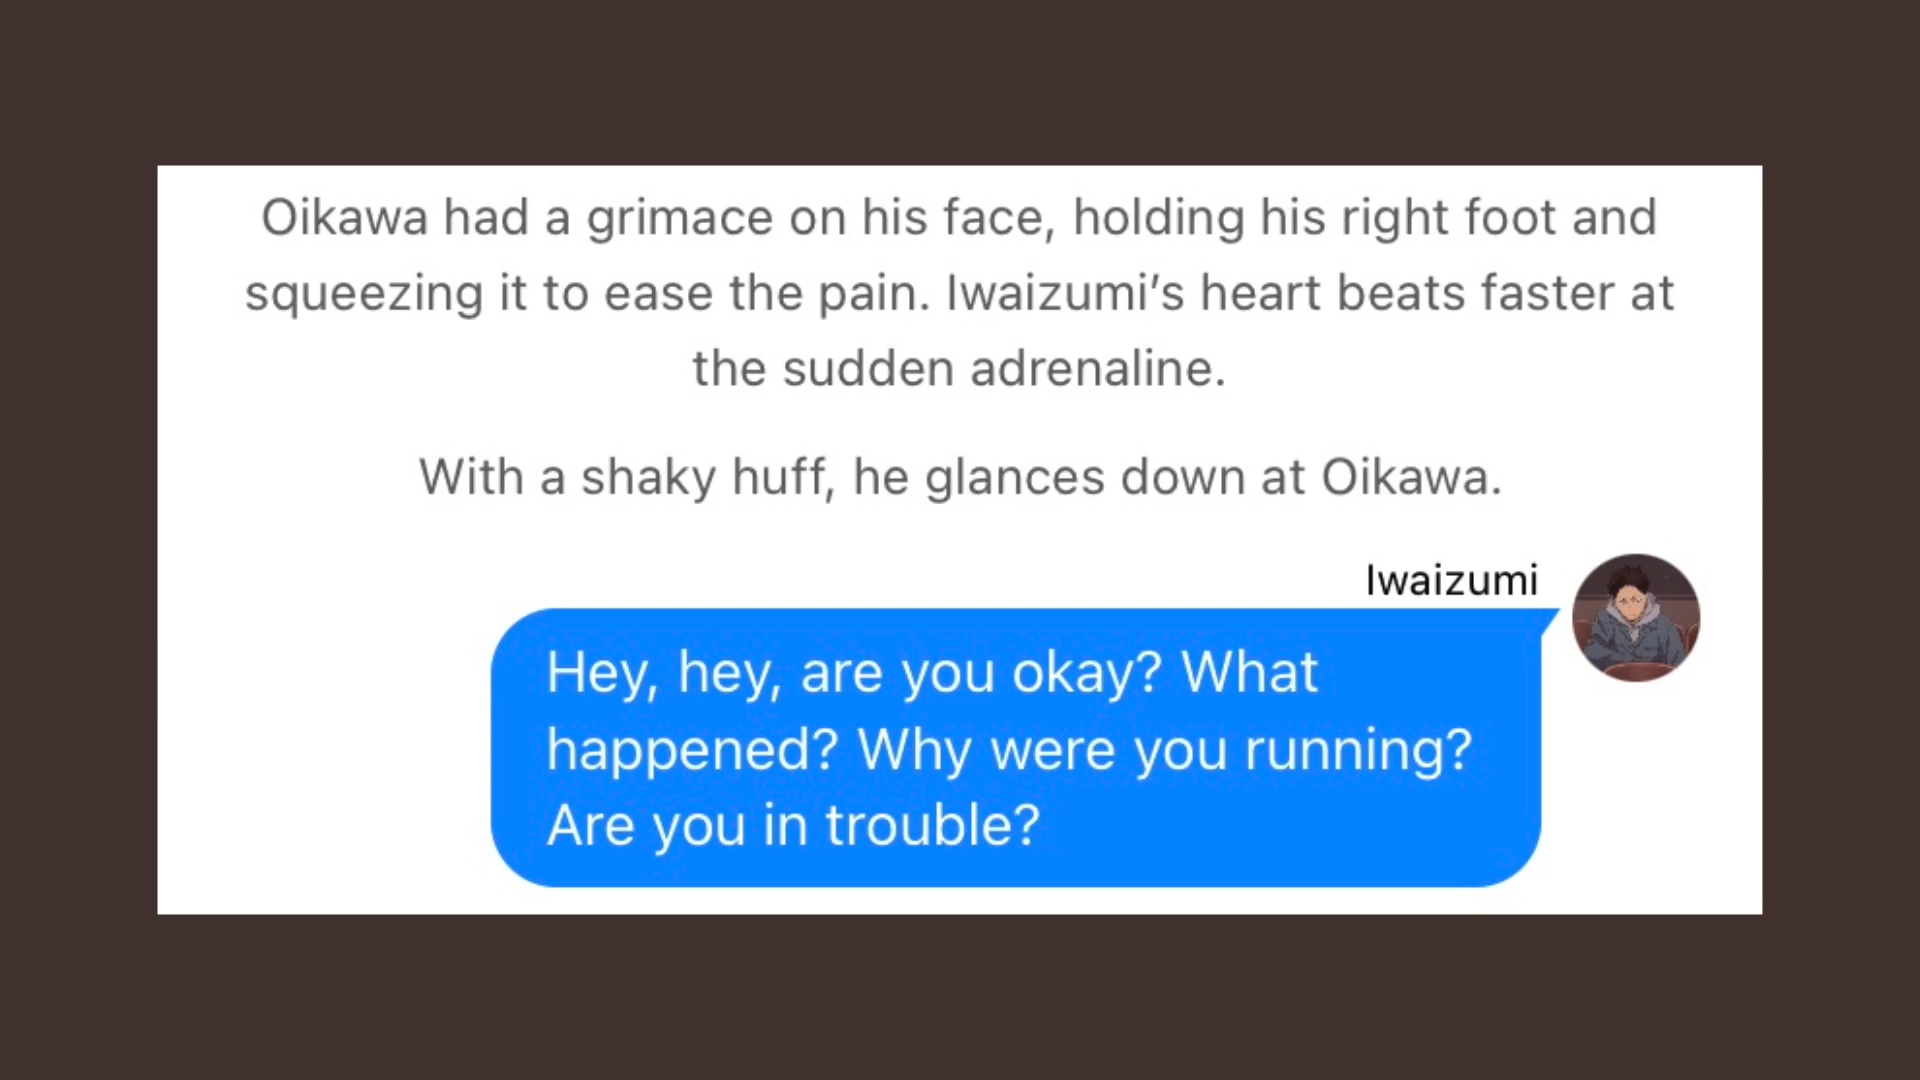 Oikawa had a grimace on his face, holding his right foot and
squeezing it to ease the pain. Iwaizumi’s heart beats faster at
the sudden adrenaline.
With a shaky huff, he glances down at Oikawa.
Iwaizumi
Hey, hey, are you okay? What
happened? Why were you running?
Are you in trouble?